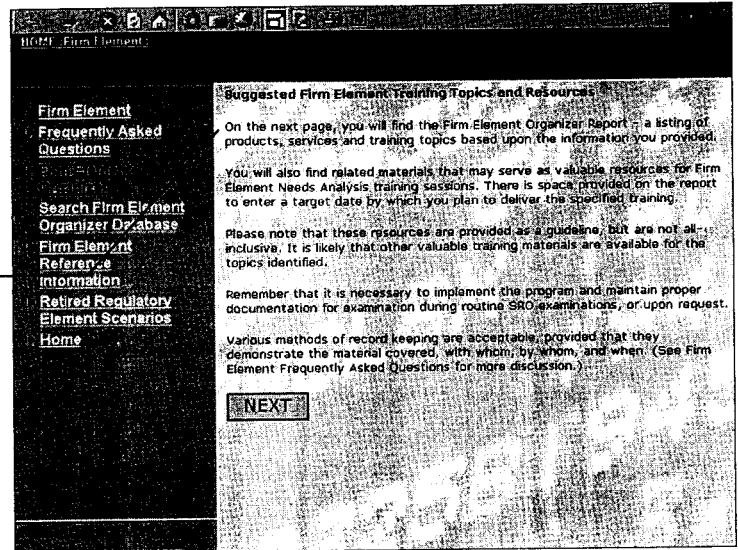 HOME :Firm Element :
Firm Element
Frequently Asked
Questions
Search Firm Element
Organizer Database
Firm Element
Reference
Information
Retired Regulatory
Element Scenarios
Home
Suggested Firm Element Training Topics and Resources
On the next page, you will find the Firm Element Organizer Report - a listing of
products, services and training topics based upon the information you provided.
You will also find related materials that may serve as valuable resources for Firm
Element Needs Analysis training sessions. There is space provided on the report
to enter a target date by which you plan to deliver the specified training.
Please note that these resources are provided as a guideline, but are not all-
inclusive. It is likely that other valuable training materials are available for the
topics identified.
Remember that it is necessary to implement the program and maintain proper
documentation for examination during routine SRO examinations, or upon request.
Various methods of record keeping are acceptable, provided that they
demonstrate the material covered, with whom, by whom, and when. (See Firm
Element Frequently Asked Questions for more discussion.)
NEXT